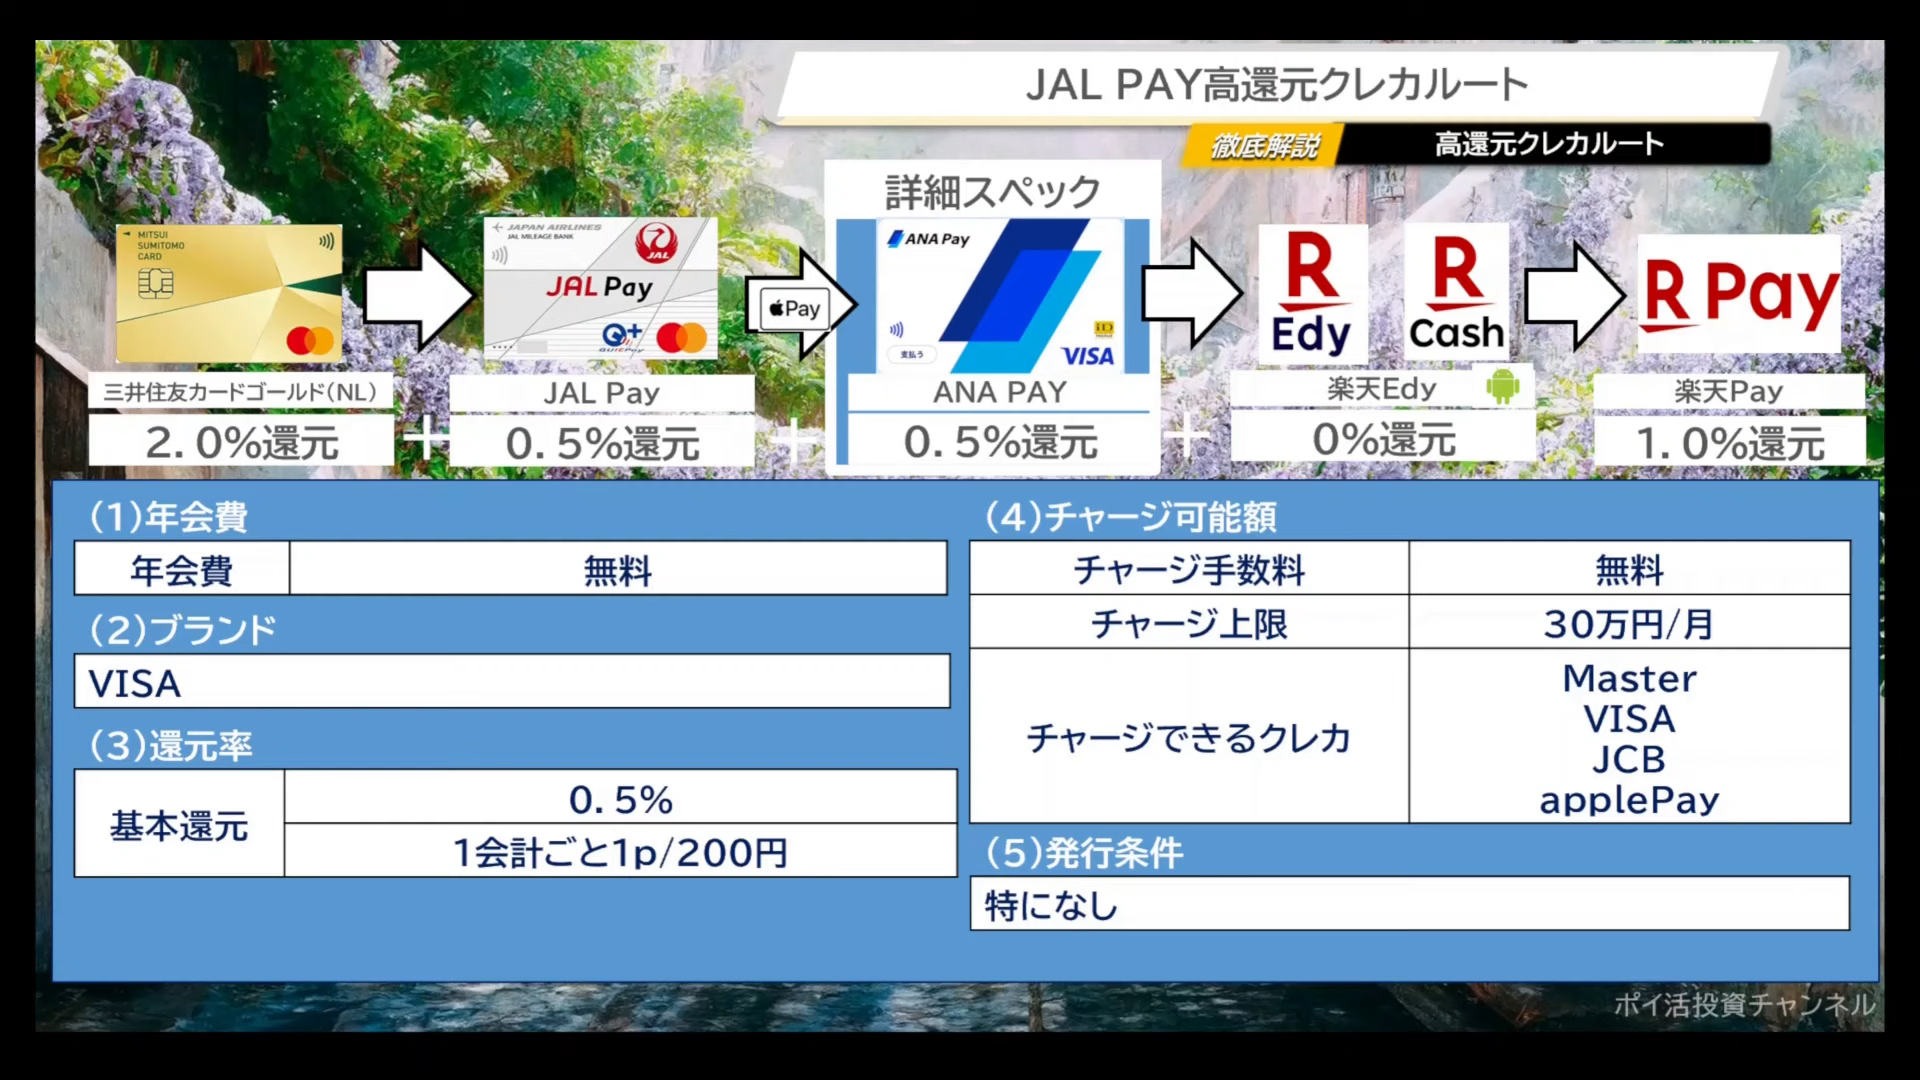 JAL PAY高還元クレカルート
徹底解説
高還元クレカルート
詳細スペック
MITSUI
SUMITOMO
CARD
JAPAN AIRLINES
JAL MILEAGE BANK
JAL
JAL Pay
QUICPay
Pay
ANA Pay
支払う
iD
VISA
R
Edy
R
Cash
R Pay
三井住友カードゴールド(NL)
JAL Pay
ANA PAY
楽天Edy
楽天Pay
2.0%還元
+
0.5%還元
+
0.5%還元
+
0%還元
1.0%還元
(1)年会費
年会費
無料
(2)ブランド
VISA
(3)還元率
基本還元
0.5%
1会計ごと1p/200円
(4)チャージ可能額
チャージ手数料
無料
チャージ上限
30万円/月
チャージできるクレカ
Master
VISA
JCB
applePay
(5)発行条件
特になし
ポイ活投資チャンネル